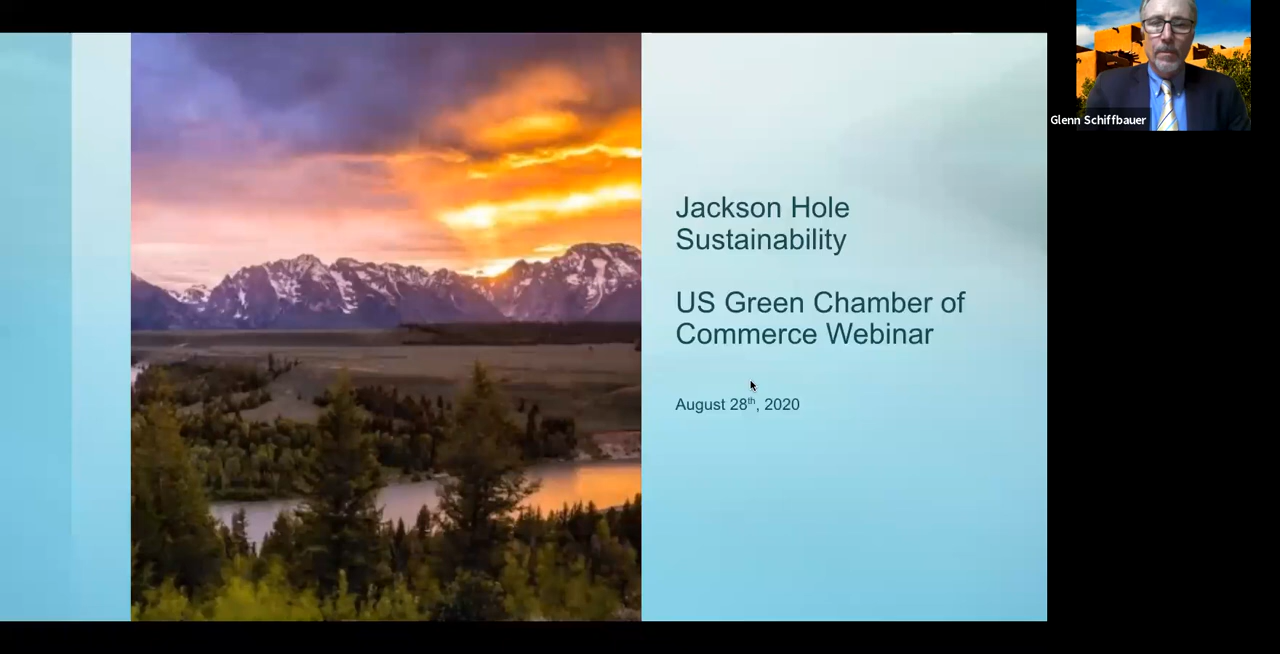 Glenn Schiffbauer
Jackson Hole
Sustainability
US Green Chamber of
Commerce Webinar
August 28th, 2020